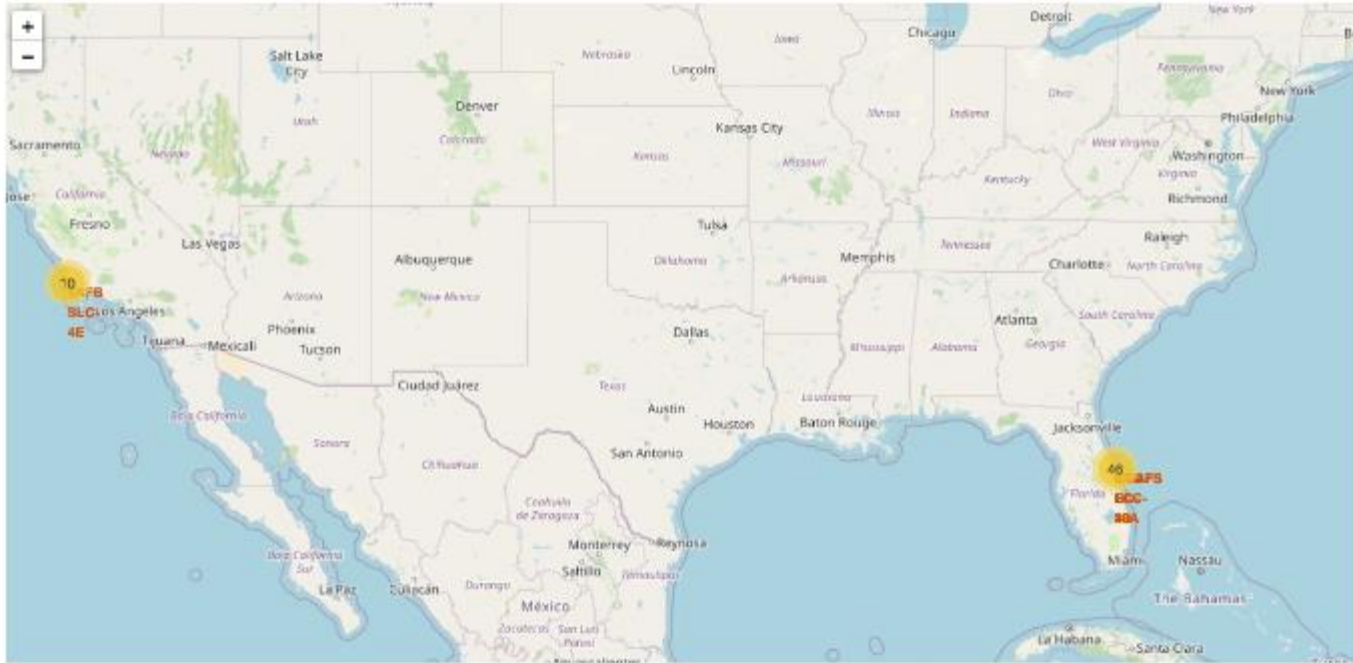 +
−
Salt Lake
City
Nebraska
Iowa
Chicago
Detroit
New York
Lincoln
Pennsylvania
New York
Denver
Utah
Colorado
Kansas City
Illinois
Indiana
Ohio
Philadelphia
Sacramento
Nevada
Kansas
Missouri
West Virginia
Washington
Virginia
Jose
California
Kentucky
Richmond
Fresno
Las Vegas
Tulsa
Raleigh
Albuquerque
Oklahoma
Memphis
Tennessee
Charlotte
North Carolina
10
FB
SLC-
4E
Los Angeles
Arizona
New Mexico
Arkansas
Phoenix
Dallas
Atlanta
South Carolina
Tijuana
Mexicali
Tucson
Mississippi
Alabama
Georgia
Ciudad Juárez
Texas
Louisiana
Baja California
Austin
Houston
Baton Rouge
Jacksonville
Sonora
Chihuahua
San Antonio
46
AFS
Florida
Coahuila
de Zaragoza
Monterrey
Reynosa
Baja California
Sur
Saltillo
Tamaulipas
Miami
Nassau
La Paz
Culiacán
Durango
México
The Bahamas
Zacatecas
San Luis
Potosí
La Habana
Santa Clara
Aguascalientes